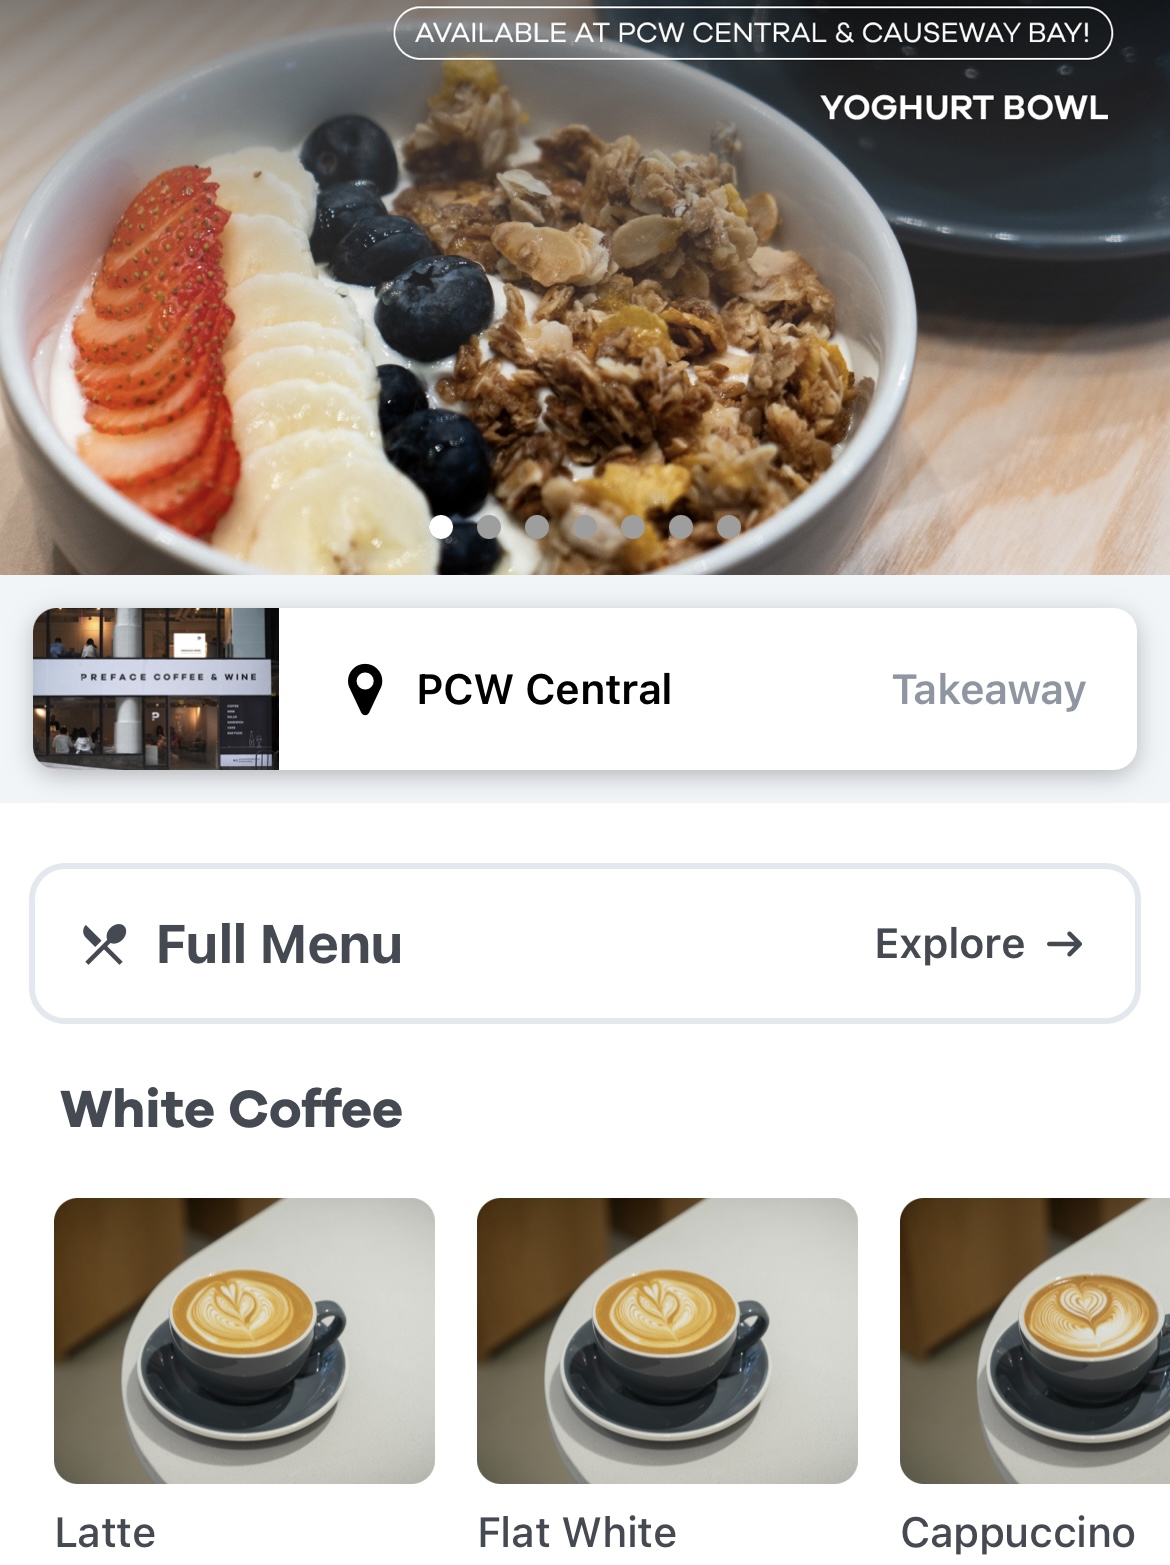 AVAILABLE AT PCW CENTRAL & CAUSEWAY BAY!
YOGHURT BOWL
PREFACE COFFEE & WINE
P
PCW Central
Takeaway
Full Menu
Explore →
White Coffee
Latte
Flat White
Cappuccino